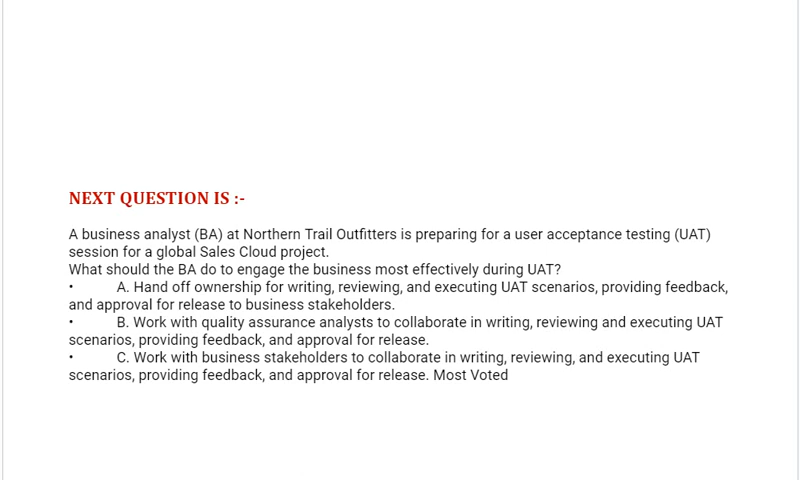 NEXT QUESTION IS :-
A business analyst (BA) at Northern Trail Outfitters is preparing for a user acceptance testing (UAT)
session for a global Sales Cloud project.
What should the BA do to engage the business most effectively during UAT?
• A. Hand off ownership for writing, reviewing, and executing UAT scenarios, providing feedback,
and approval for release to business stakeholders.
• B. Work with quality assurance analysts to collaborate in writing, reviewing and executing UAT
scenarios, providing feedback, and approval for release.
• C. Work with business stakeholders to collaborate in writing, reviewing, and executing UAT
scenarios, providing feedback, and approval for release. Most Voted